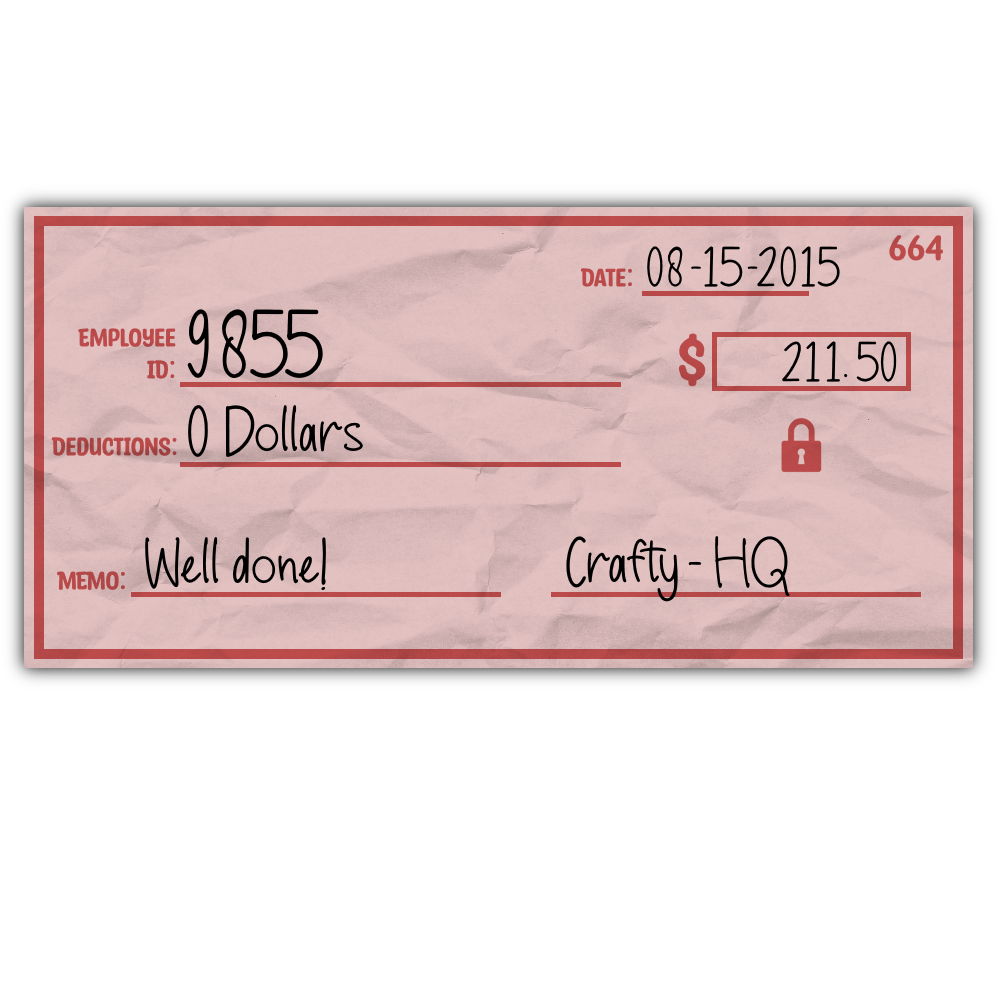 664
DATE: 08-15-2015
EMPLOYEE
ID: 9855
$ 211.50
DEDUCTIONS: 0 Dollars
MEMO: Well done!
Crafty - HQ